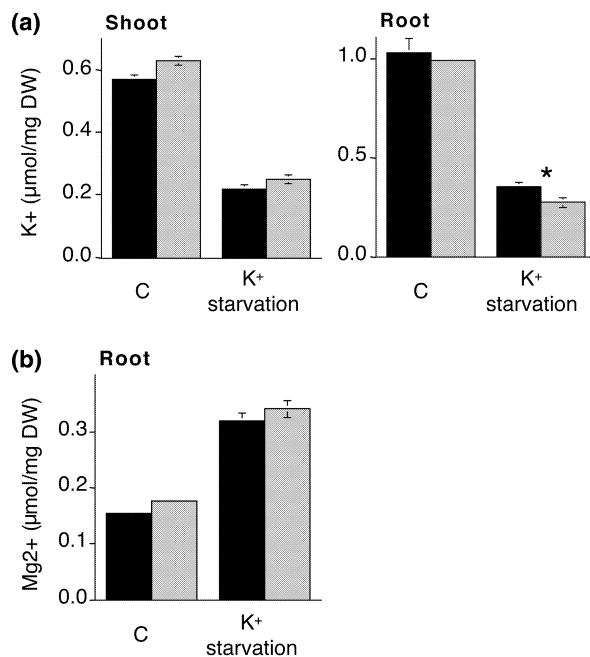 (a)
Shoot
Root
K+ (μmol/mg DW)
0.6
0.4
0.2
0.0
C
K+
starvation
1.0
0.5
0.0
*
C
K+
starvation
(b)
Root
Mg2+ (μmol/mg DW)
0.3
0.2
0.1
0.0
C
K+
starvation